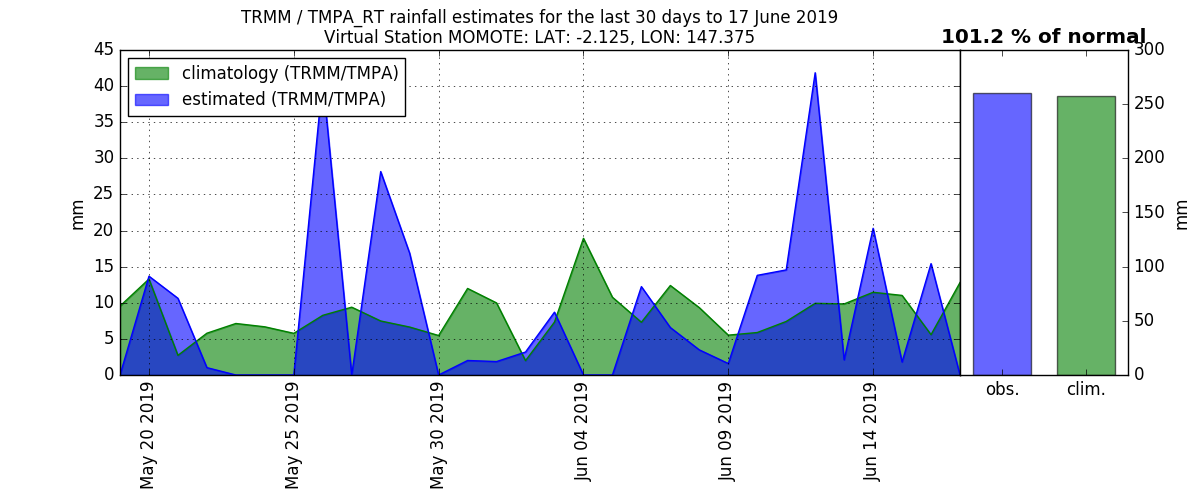 TRMM / TMPA_RT rainfall estimates for the last 30 days to 17 June 2019
Virtual Station MOMOTE: LAT: -2.125, LON: 147.375
101.2 % of normal
climatology (TRMM/TMPA)
estimated (TRMM/TMPA)
45
40
35
30
25
20
15
10
5
0
mm
May 20 2019
May 25 2019
May 30 2019
Jun 04 2019
Jun 09 2019
Jun 14 2019
obs.
clim.
300
250
200
150
100
50
0
mm